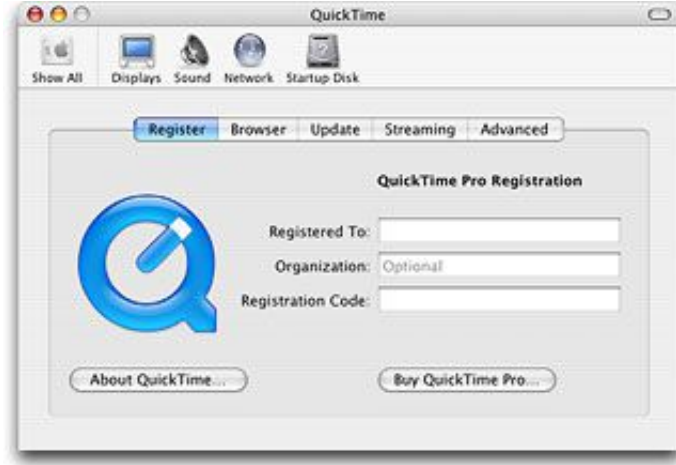 QuickTime
Show All Displays Sound Network Startup Disk
Register Browser Update Streaming Advanced
QuickTime Pro Registration
Registered To:
Organization: Optional
Registration Code:
About QuickTime... Buy QuickTime Pro...